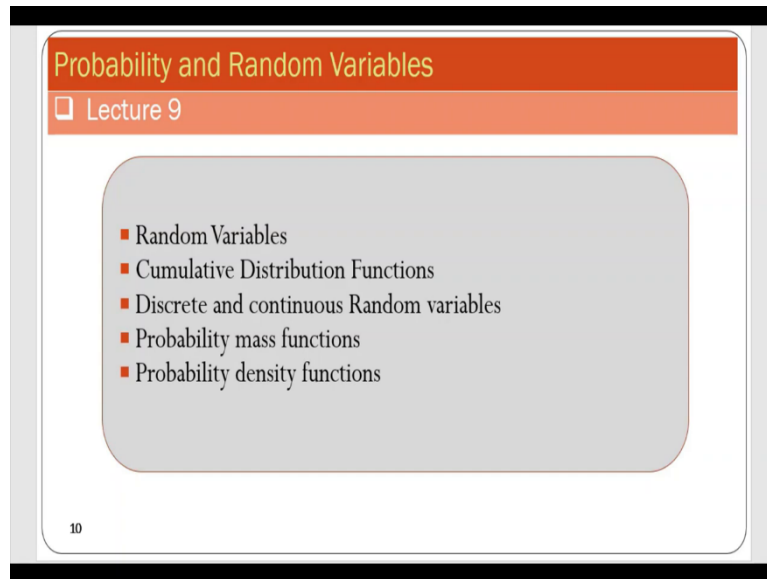 Probability and Random Variables
Lecture 9
Random Variables
Cumulative Distribution Functions
Discrete and continuous Random variables
Probability mass functions
Probability density functions
10